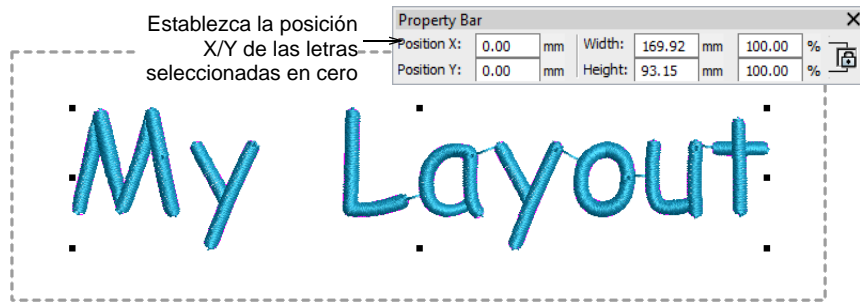 Establezca la posición
X/Y de las letras
seleccionadas en cero
Property Bar
Position X: 0.00 mm Width: 169.92 mm 100.00 %
Position Y: 0.00 mm Height: 93.15 mm 100.00 %
My Layout